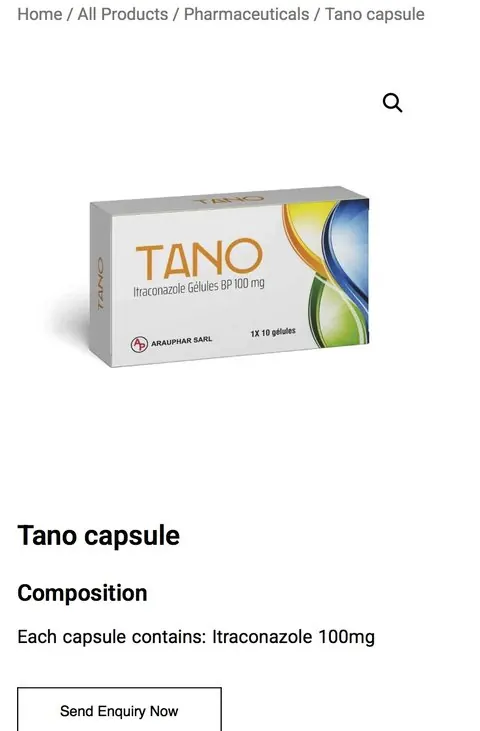 Home / All Products / Pharmaceuticals / Tano capsule
TANO
TANO
TANO
Itraconazole Gélules BP 100 mg
1X 10 gélules
AP ARAUPHAR SARL
Tano capsule
Composition
Each capsule contains: Itraconazole 100mg
Send Enquiry Now